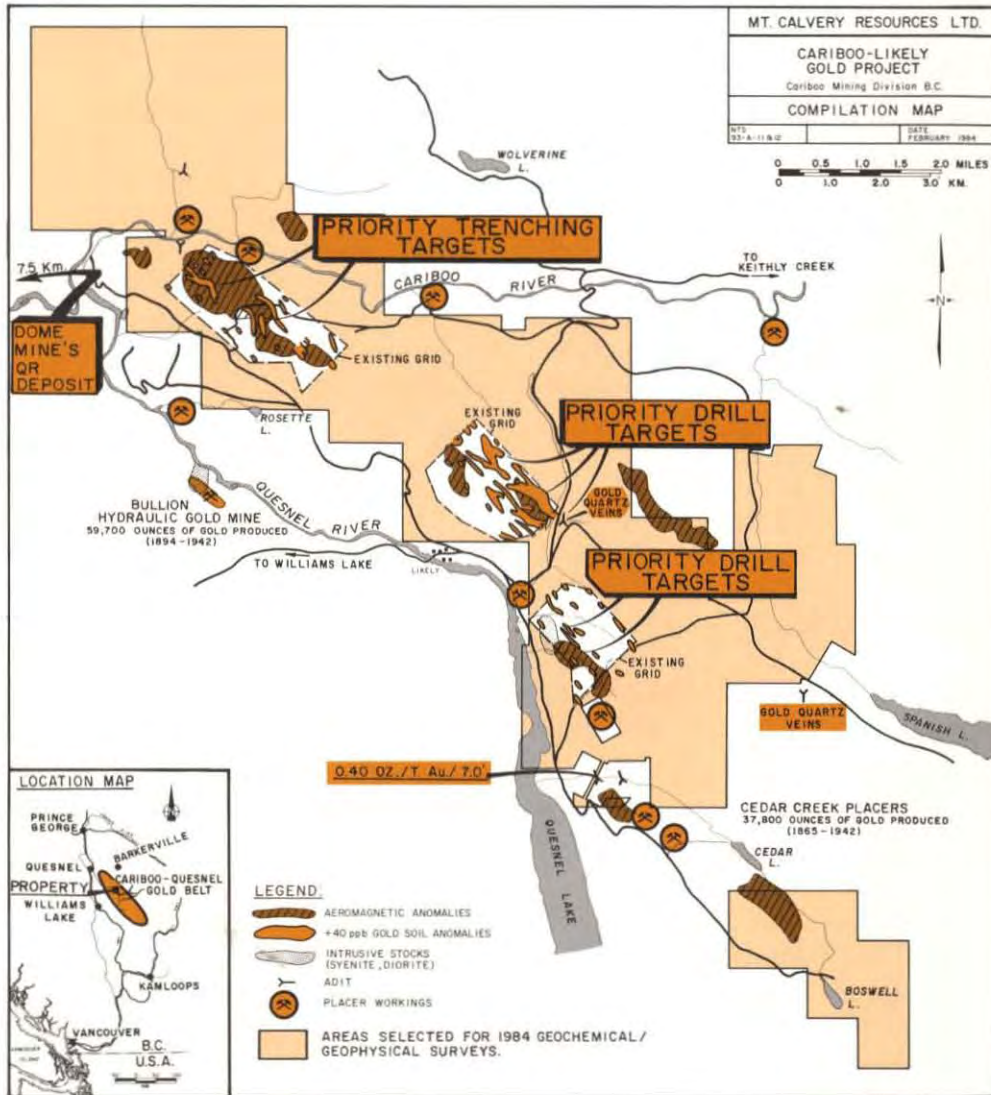 MT. CALVERY RESOURCES LTD.
CARIBOO-LIKELY
GOLD PROJECT
Cariboo Mining Division B.C.
COMPILATION MAP
NTS
93-A-11 & 12
DATE
FEBRUARY 1984
0 0.5 1.0 1.5 2.0 MILES
0 1.0 2.0 3.0 KM.
WOLVERINE
L.
PRIORITY TRENCHING
TARGETS
7.5 Km.
CARIBOO
RIVER
TO
KEITHLY CREEK
N
DOME
MINE'S
QR
DEPOSIT
EXISTING GRID
ROSETTE
L.
EXISTING
GRID
PRIORITY DRILL
TARGETS
BULLION
HYDRAULIC GOLD MINE
59,700 OUNCES OF GOLD PRODUCED
(1894-1942)
QUESNEL
RIVER
GOLD
QUARTZ
VEINS
TO WILLIAMS LAKE
LIKELY
PRIORITY DRILL
TARGETS
EXISTING
GRID
GOLD QUARTZ
VEINS
SPANISH L.
0.40 OZ./T. Au./7.0'
CEDAR CREEK PLACERS
37,800 OUNCES OF GOLD PRODUCED
(1865-1942)
CEDAR
L.
QUESNEL LAKE
BOSWELL
L.
LOCATION MAP
PRINCE
GEORGE
BARKERVILLE
QUESNEL
CARIBOO-QUESNEL
GOLD BELT
PROPERTY
WILLIAMS
LAKE
KAMLOOPS
VANCOUVER
B.C.
U.S.A.
LEGEND:
AEROMAGNETIC ANOMALIES
+40 ppb GOLD SOIL ANOMALIES
INTRUSIVE STOCKS
(SYENITE, DIORITE)
ADIT
PLACER WORKINGS
AREAS SELECTED FOR 1984 GEOCHEMICAL/
GEOPHYSICAL SURVEYS.